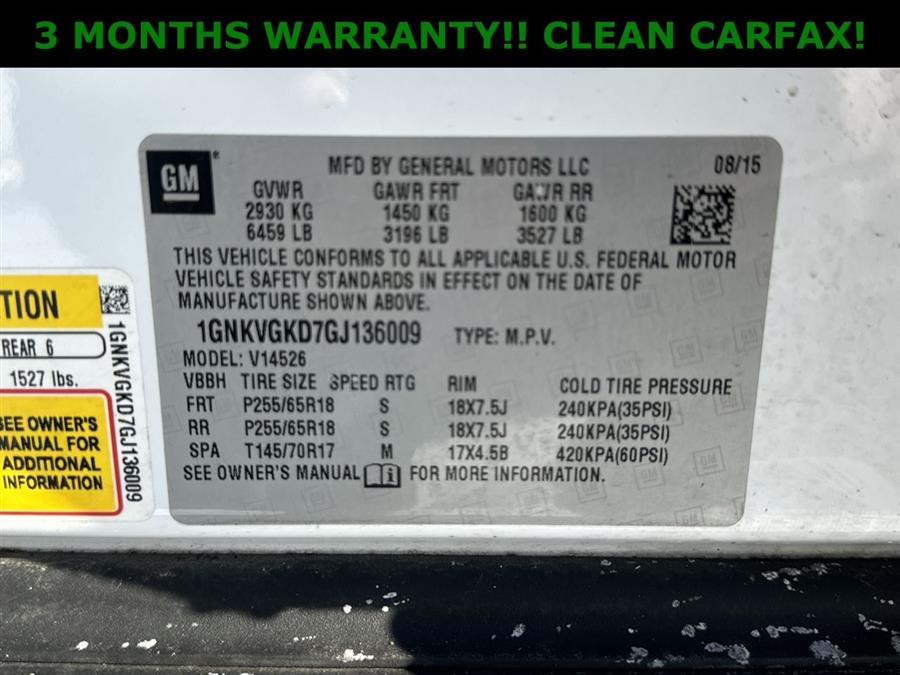 3 MONTHS WARRANTY!! CLEAN CARFAX!
GM®
MFD BY GENERAL MOTORS LLC 08/15
GVWR GAWR FRT GAWR RR
2930 KG 1450 KG 1600 KG
6459 LB 3196 LB 3527 LB
THIS VEHICLE CONFORMS TO ALL APPLICABLE U.S. FEDERAL MOTOR
VEHICLE SAFETY STANDARDS IN EFFECT ON THE DATE OF
MANUFACTURE SHOWN ABOVE.
1GNKVGKD7GJ136009 TYPE: M.P.V.
MODEL: V14526
VBBH TIRE SIZE SPEED RTG RIM COLD TIRE PRESSURE
FRT P255/65R18 S 18X7.5J 240KPA(35PSI)
RR P255/65R18 S 18X7.5J 240KPA(35PSI)
SPA T145/70R17 M 17X4.5B 420KPA(60PSI)
SEE OWNER'S MANUAL i FOR MORE INFORMATION.
TION
REAR 6
1527 lbs.
SEE OWNER'S
MANUAL FOR
ADDITIONAL
INFORMATION
1GNKVGKD7GJ136009